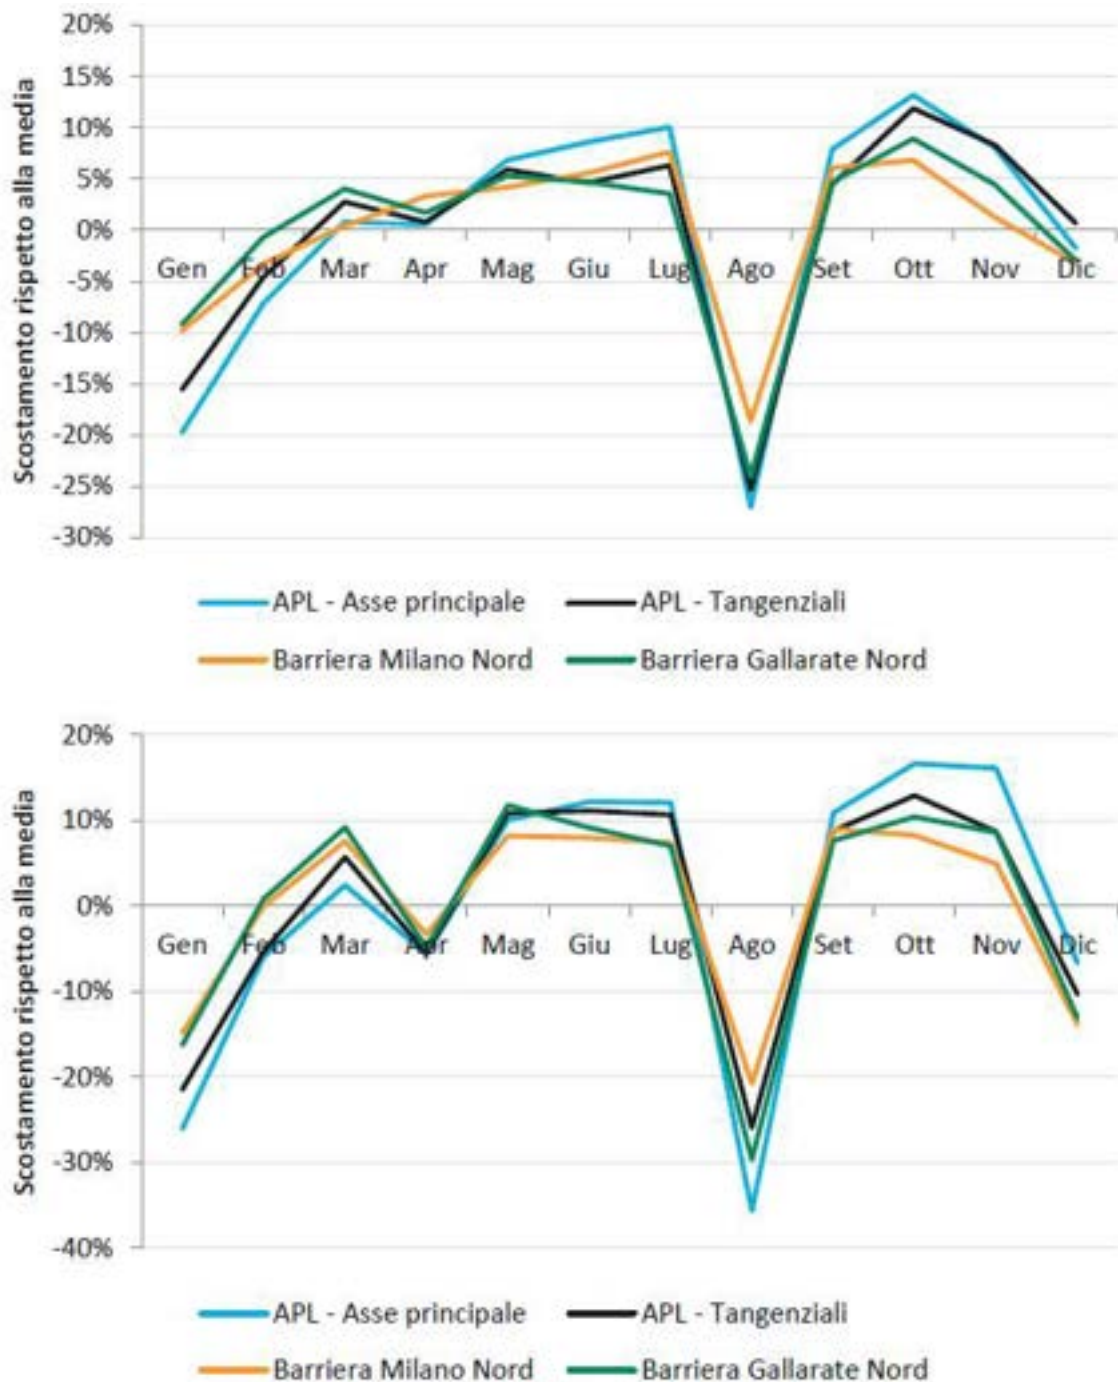 Scostamento rispetto alla media
20%
15%
10%
5%
0%
-5%
-10%
-15%
-20%
-25%
-30%
Gen Feb Mar Apr Mag Giu Lug Ago Set Ott Nov Dic
APL - Asse principale APL - Tangenziali
Barriera Milano Nord Barriera Gallarate Nord
Scostamento rispetto alla media
20%
10%
0%
-10%
-20%
-30%
-40%
Gen Feb Mar Apr Mag Giu Lug Ago Set Ott Nov Dic
APL - Asse principale APL - Tangenziali
Barriera Milano Nord Barriera Gallarate Nord